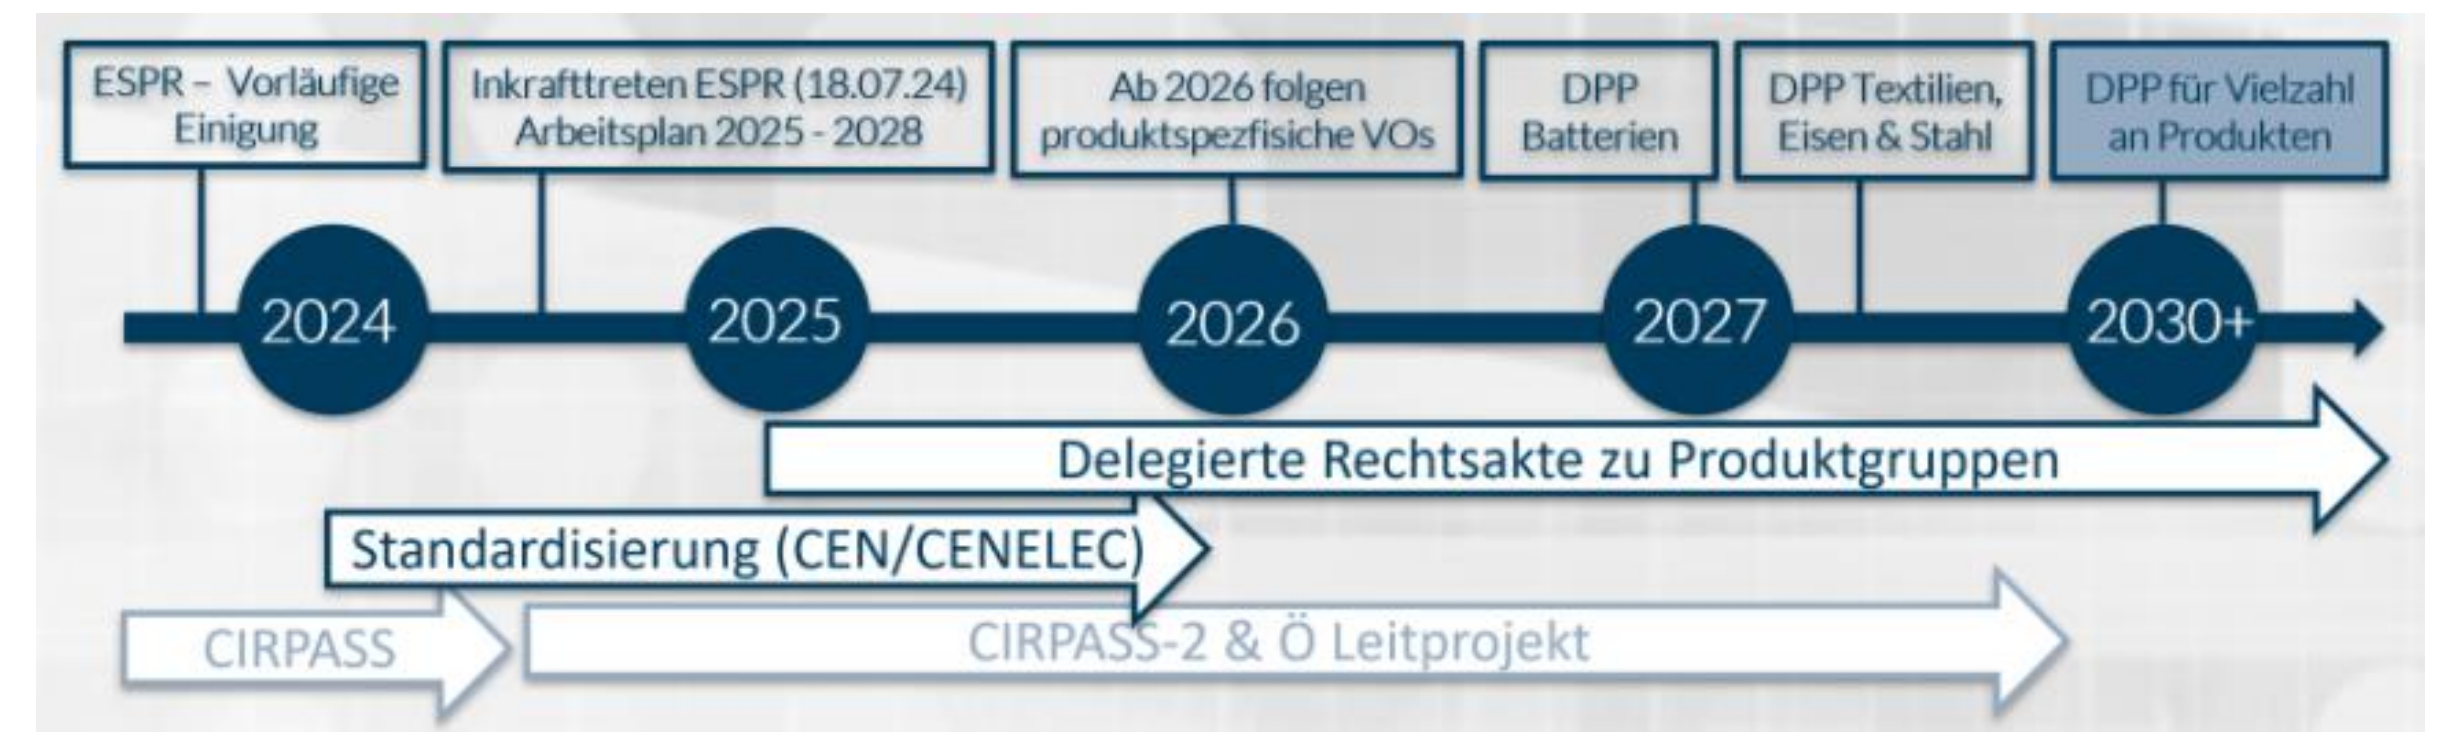 ESPR – Vorläufige
Einigung
Inkrafttreten ESPR (18.07.24)
Arbeitsplan 2025 - 2028
Ab 2026 folgen
produktspezfisiche VOs
DPP
Batterien
DPP Textilien,
Eisen & Stahl
DPP für Vielzahl
an Produkten
2024
2025
2026
2027
2030+
Delegierte Rechtsakte zu Produktgruppen
Standardisierung (CEN/CENELEC)
CIRPASS
CIRPASS-2 & Ö Leitprojekt